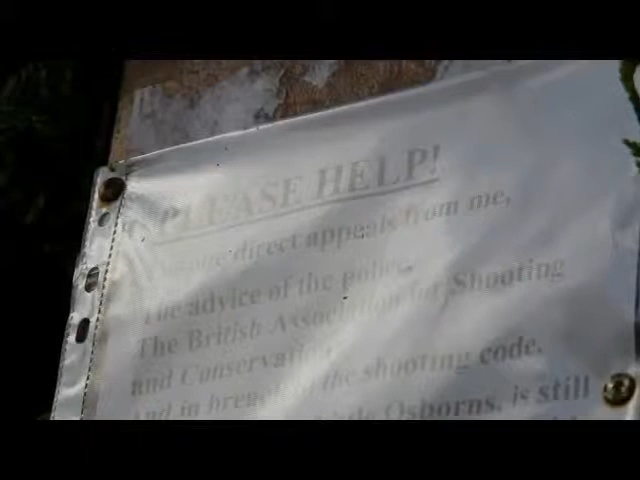 PLEASE HELP!
direct appeals from me,
The advice of the police,
The British Association for Shooting
and Conservation
And in breach of the shooting code.
Osborns, is still